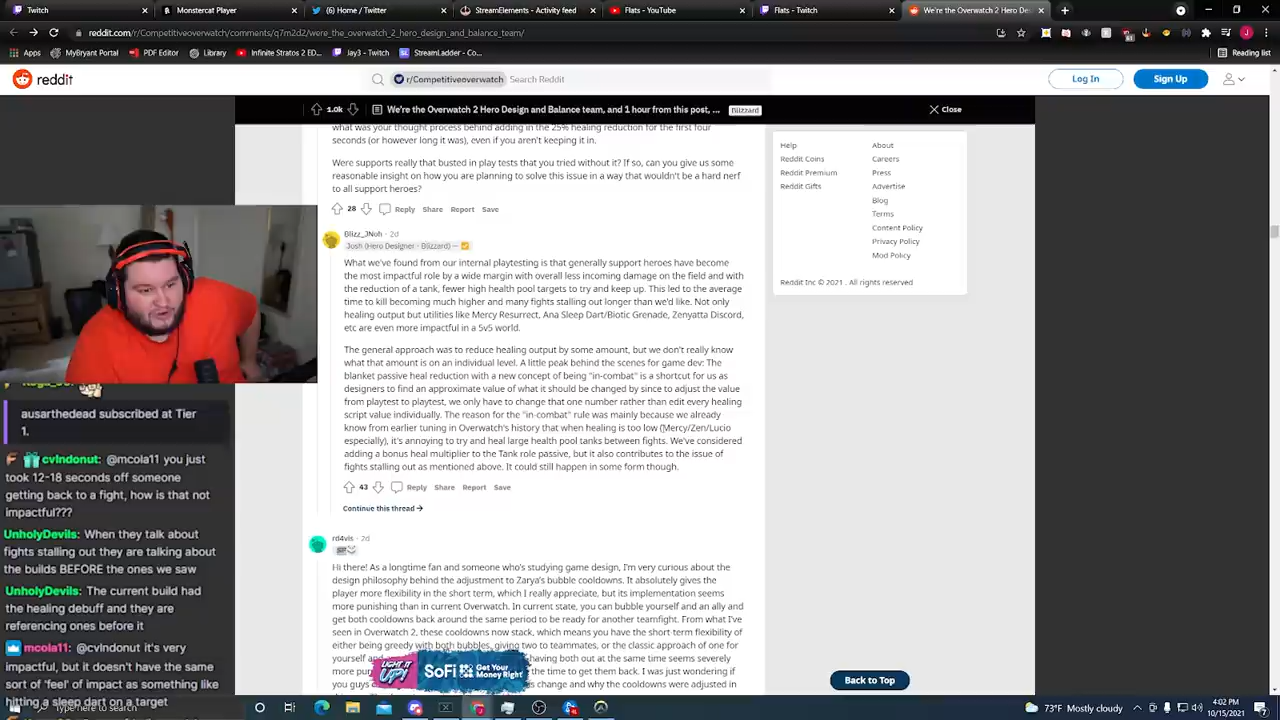 Twitch
Monstercat Player
(3) Home / Twitter
StreamElements - Activity feed
Flats - YouTube
Flats - Twitch
We're the Overwatch 2 Hero De
reddit.com/r/Competitiveoverwatch/comments/q7m2d2/were_the_overwatch_2_hero_design_and_balance_team/
Apps
MyBryant Portal
PDF Editor
Library
Infinite Stratos 2 ED...
Jay3 - Twitch
StreamLadder - Co...
Reading list
reddit
r/Competitiveoverwatch
Search Reddit
Log In
Sign Up
1.0k
We're the Overwatch 2 Hero Design and Balance team, and 1 hour from this post, ...
Blizzard
Close
what was your thought process behind adding in the 25% healing reduction for the first four
seconds (or however long it was), even if you aren't keeping it in.
Were supports really that busted in play tests that you tried without it? If so, can you give us some
reasonable insight on how you are planning to solve this issue in a way that wouldn't be a hard nerf
to all support heroes?
28
Reply Share Report Save
Blizz_JNoh · 2d
Josh (Hero Designer - Blizzard) —
What we've found from our internal playtesting is that generally support heroes have become
the most impactful role by a wide margin with overall less incoming damage on the field and with
the reduction of a tank, fewer high health pool targets to try and keep up. This led to the average
time to kill becoming much higher and many fights stalling out longer than we'd like. Not only
healing output but utilities like Mercy Resurrect, Ana Sleep Dart/Biotic Grenade, Zenyatta Discord,
etc are even more impactful in a 5v5 world.
The general approach was to reduce healing output by some amount, but we don't really know
what that amount is on an individual level. A little peak behind the scenes for game dev: The
blanket passive heal reduction with a new concept of being "in-combat" is a shortcut for us as
designers to find an approximate value of what it should be changed by since to adjust the value
from playtest to playtest, we only have to change that one number rather than edit every healing
script value individually. The reason for the "in-combat" rule was mainly because we already
know from earlier tuning in Overwatch's history that when healing is too low (Mercy/Zen/Lucio
especially), it's annoying to try and heal large health pool tanks between fights. We've considered
adding a bonus heal multiplier to the Tank role passive, but it also contributes to the issue of
fights stalling out as mentioned above. It could still happen in some form though.
43
Reply Share Report Save
Continue this thread
rd4vis · 2d
Hi there! As a longtime fan and someone who's studying game design, I'm very curious about the
design philosophy behind the adjustment to Zarya's bubble cooldowns. It absolutely gives the
player more flexibility in the short term, which I really appreciate, but its implementation seems
more punishing than in current Overwatch. In current state, you can bubble yourself and an ally and
get both cooldowns back around the same period to be ready for another teamfight. From what I've
seen in Overwatch 2, these cooldowns now stack, which means you have the short-term flexibility of
either being greedy with both bubbles, giving two to teammates, or the classic approach of one for
yourself and having both out at the same time seems severely
more pun the time to get them back. I was just wondering if
you guys is change and why the cooldowns were adjusted in
Help
Reddit Coins
Reddit Premium
Reddit Gifts
About
Careers
Press
Advertise
Blog
Terms
Content Policy
Privacy Policy
Mod Policy
Reddit Inc © 2021 . All rights reserved
Back to Top
ausarthedead subscribed at Tier
1.
cvlndonut: @mcola11 you just
took 12-18 seconds off someone
getting back to a fight, how is that not
impactful???
UnholyDevils: When they talk about
fights stalling out they are talking about
the builds BEFORE the ones we saw
UnholyDevils: The current build had
the healing debuff and they are
referencing ones before it
mcola11: @cvlndonut it's very
impactful, but it doesn't have the same
'feel' of impact as something like
hitting a sleep dart on a target
LIGHT IT UP!
SoFi
Get Your
Money Right
Type here to search
73°F Mostly cloudy
4:02 PM
10/15/2021